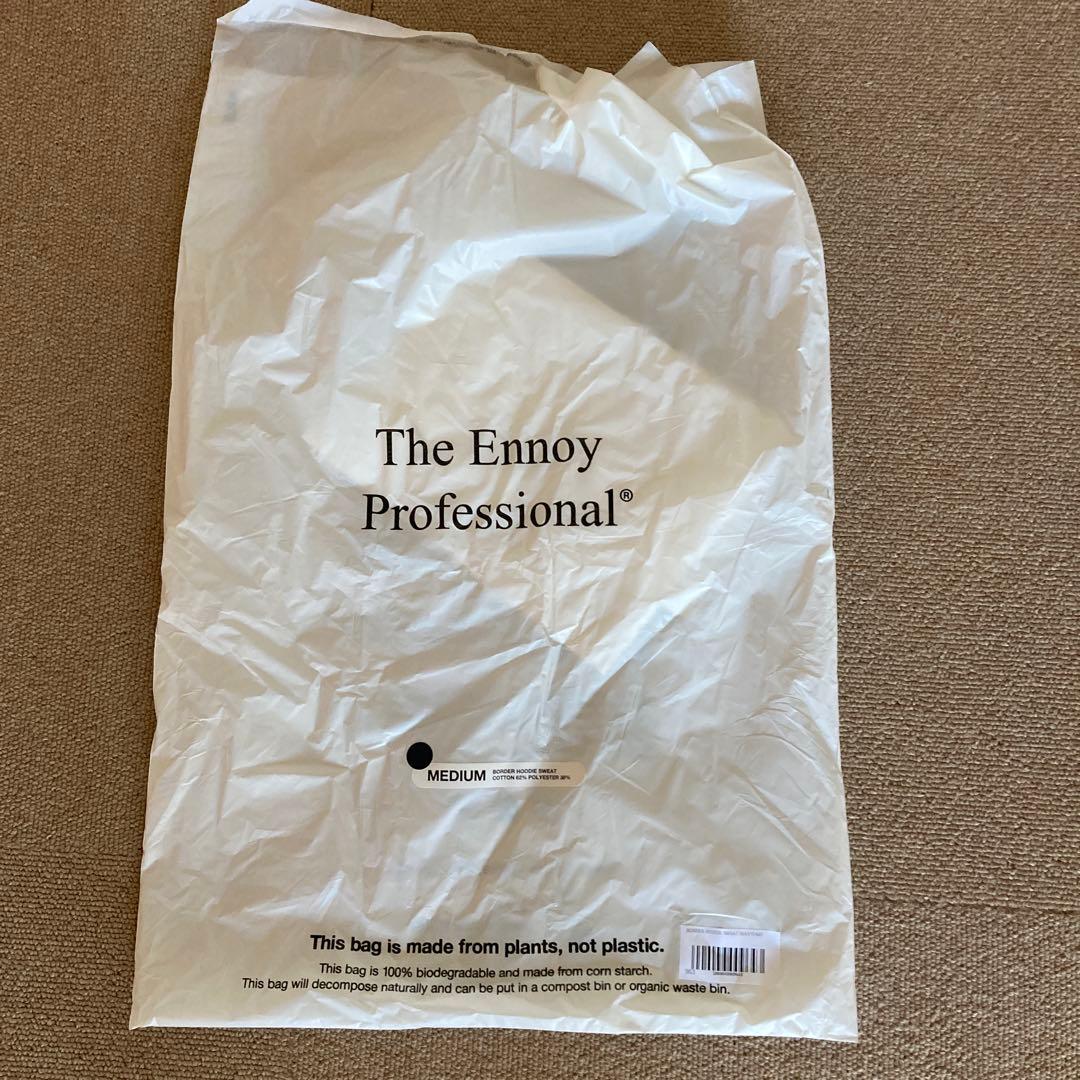 The Ennoy
Professional®
MEDIUM
BORDER HOODIE SWEAT
COTTON 62% POLYESTER 38%
This bag is made from plants, not plastic.
This bag is 100% biodegradable and made from corn starch.
This bag will decompose naturally and can be put in a compost bin or organic waste bin.